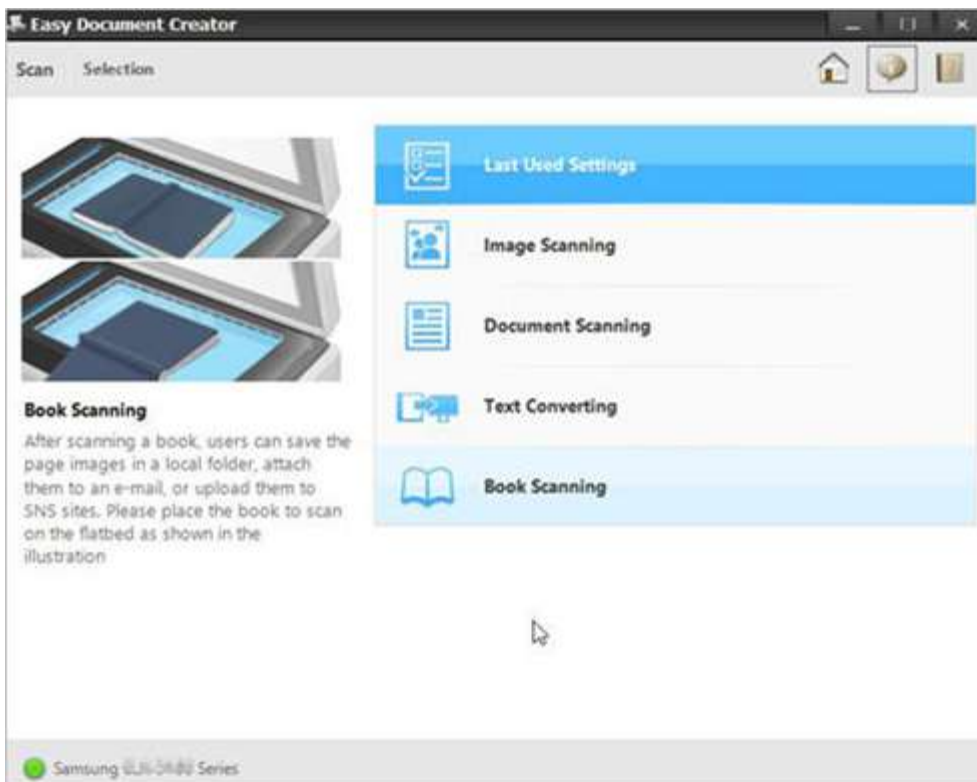 Easy Document Creator
Scan Selection
Last Used Settings
Image Scanning
Document Scanning
Text Converting
Book Scanning
Book Scanning
After scanning a book, users can save the
page images in a local folder, attach
them to an e-mail, or upload them to
SNS sites. Please place the book to scan
on the flatbed as shown in the
illustration
Samsung Series